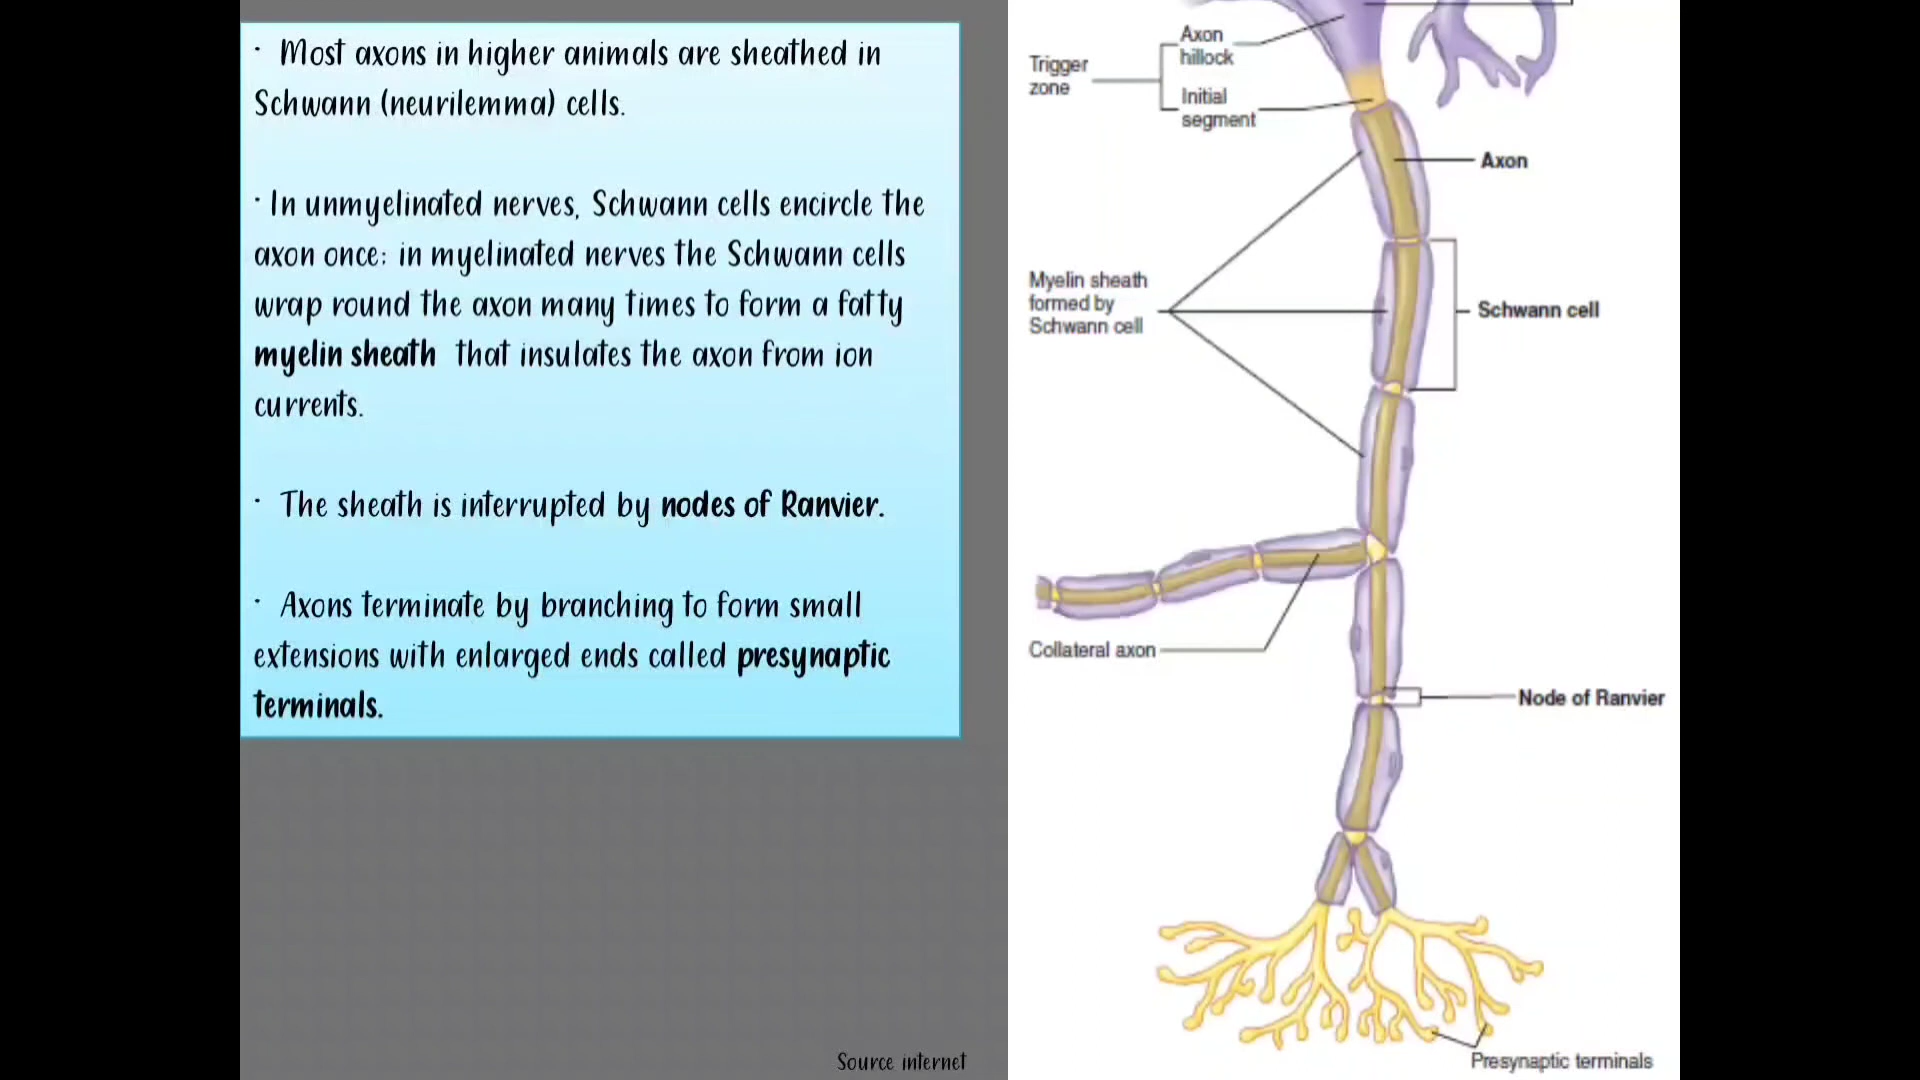 · Most axons in higher animals are sheathed in
Schwann (neurilemma) cells.
· In unmyelinated nerves, Schwann cells encircle the
axon once: in myelinated nerves the Schwann cells
wrap round the axon many times to form a fatty
myelin sheath that insulates the axon from ion
currents.
· The sheath is interrupted by nodes of Ranvier.
· Axons terminate by branching to form small
extensions with enlarged ends called presynaptic
terminals.
Source internet
Axon
hillock
Trigger
zone
Initial
segment
Axon
Myelin sheath
formed by
Schwann cell
Schwann cell
Collateral axon
Node of Ranvier
Presynaptic terminals